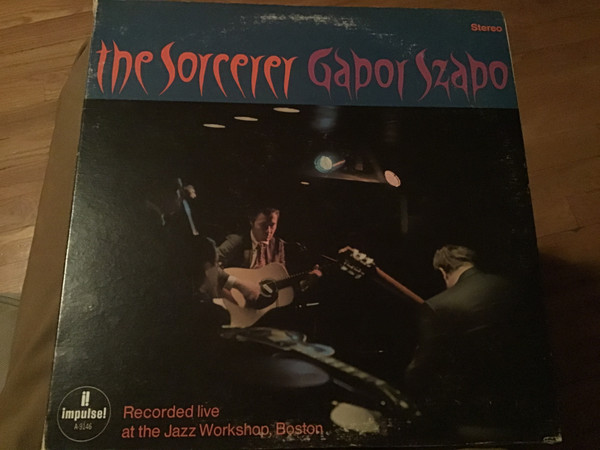 Stereo
the Sorcerer Gabor Szabo
i!
impulse!
A-9146
Recorded live
at the Jazz Workshop, Boston